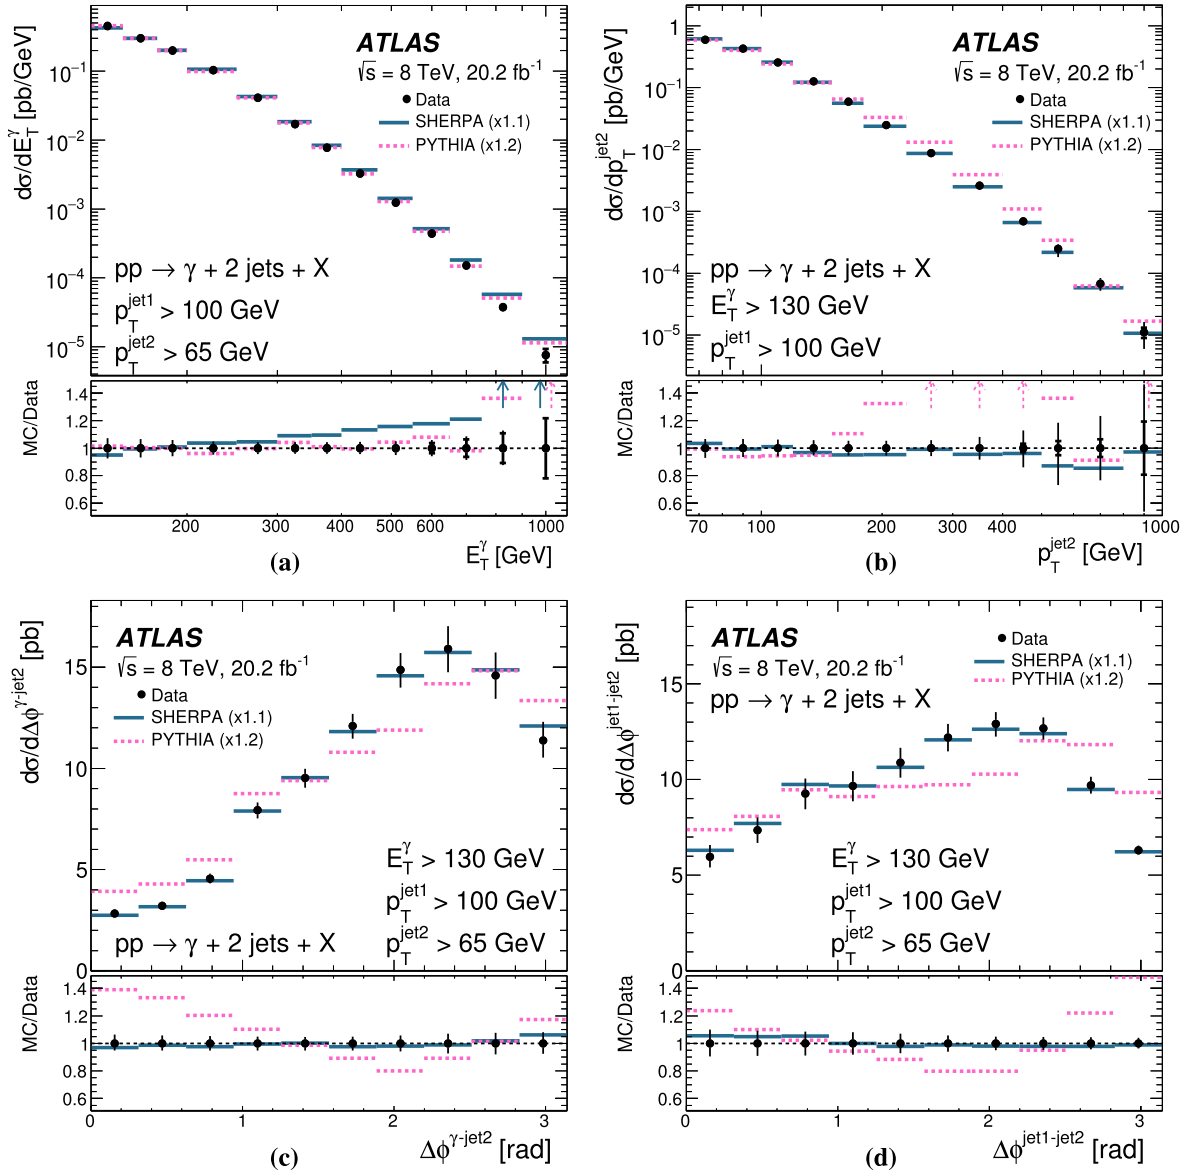 dσ/dE_T^γ [pb/GeV]
10⁻¹
10⁻²
10⁻³
10⁻⁴
10⁻⁵
ATLAS
√s = 8 TeV, 20.2 fb⁻¹
Data
SHERPA (x1.1)
PYTHIA (x1.2)
pp → γ + 2 jets + X
p_T^jet1 > 100 GeV
p_T^jet2 > 65 GeV
MC/Data
1.4
1.2
1
0.8
0.6
200 300 400 500 600 1000
E_T^γ [GeV]
(a)
dσ/dp_T^jet2 [pb/GeV]
1
10⁻¹
10⁻²
10⁻³
10⁻⁴
10⁻⁵
ATLAS
√s = 8 TeV, 20.2 fb⁻¹
Data
SHERPA (x1.1)
PYTHIA (x1.2)
pp → γ + 2 jets + X
E_T^γ > 130 GeV
p_T^jet1 > 100 GeV
MC/Data
1.4
1.2
1
0.8
0.6
70 100 200 300 400 1000
p_T^jet2 [GeV]
(b)
dσ/dΔϕ^γ-jet2 [pb]
15
10
5
0
ATLAS
√s = 8 TeV, 20.2 fb⁻¹
Data
SHERPA (x1.1)
PYTHIA (x1.2)
E_T^γ > 130 GeV
p_T^jet1 > 100 GeV
pp → γ + 2 jets + X p_T^jet2 > 65 GeV
MC/Data
1.4
1.2
1
0.8
0.6
0 1 2 3
Δϕ^γ-jet2 [rad]
(c)
dσ/dΔϕ^jet1-jet2 [pb]
15
10
5
0
ATLAS
√s = 8 TeV, 20.2 fb⁻¹
pp → γ + 2 jets + X
Data
SHERPA (x1.1)
PYTHIA (x1.2)
E_T^γ > 130 GeV
p_T^jet1 > 100 GeV
p_T^jet2 > 65 GeV
MC/Data
1.4
1.2
1
0.8
0.6
0 1 2 3
Δϕ^jet1-jet2 [rad]
(d)